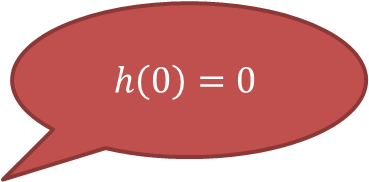 h(0) = 0